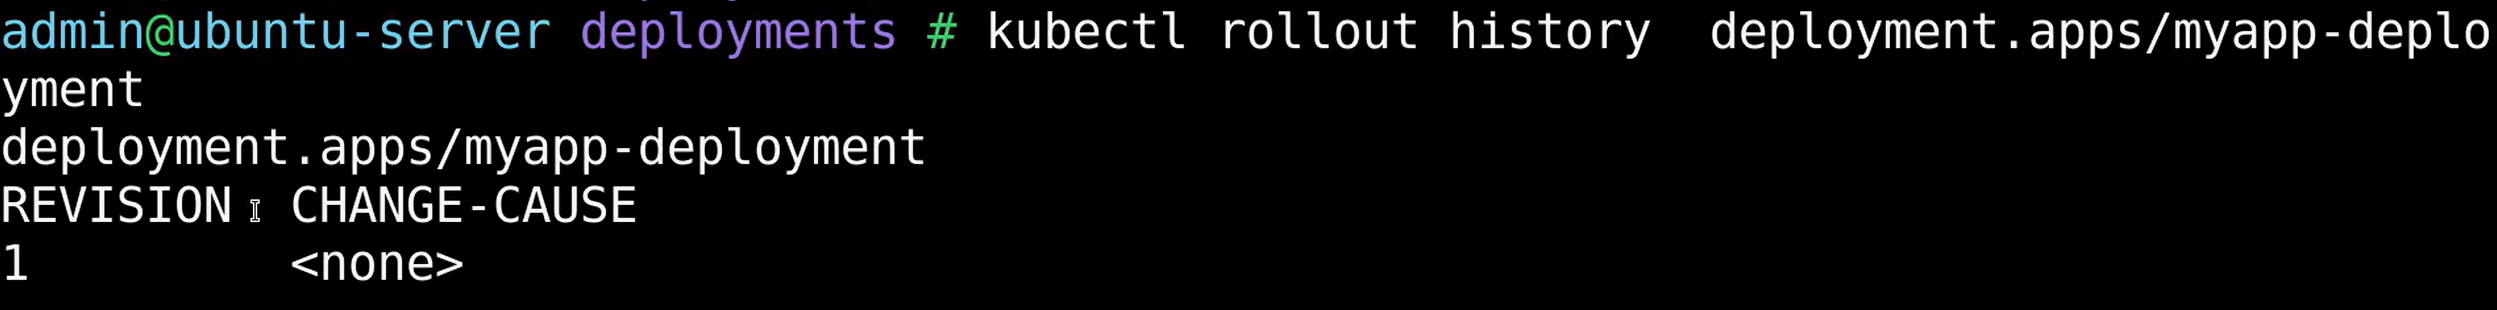 admin@ubuntu-server deployments # kubectl rollout history  deployment.apps/myapp-deplo
yment
deployment.apps/myapp-deployment
REVISION  CHANGE-CAUSE
1         <none>